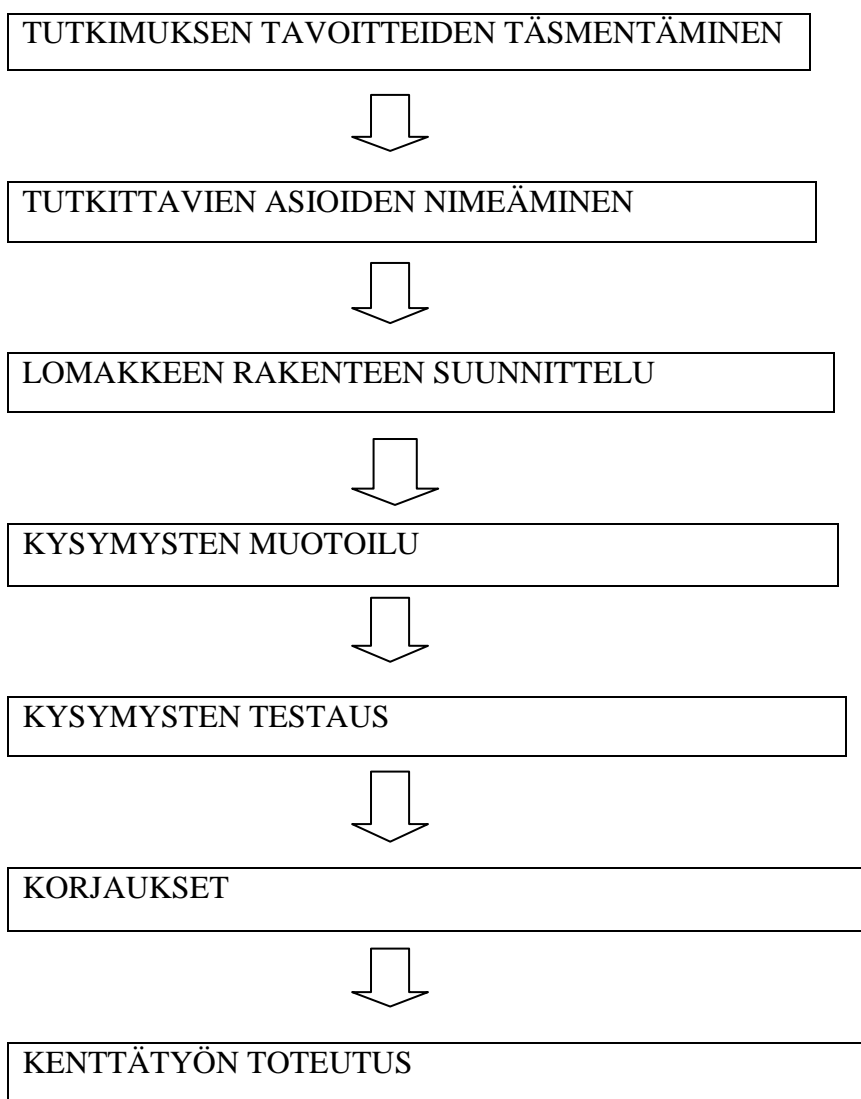 TUTKIMUKSEN TAVOITTEIDEN TÄSMENTÄMINEN
TUTKITTAVIEN ASIOIDEN NIMEÄMINEN
LOMAKKEEN RAKENTEEN SUUNNITTELU
KYSYMYSTEN MUOTOILU
KYSYMYSTEN TESTAUS
KORJAUKSET
KENTTÄTYÖN TOTEUTUS